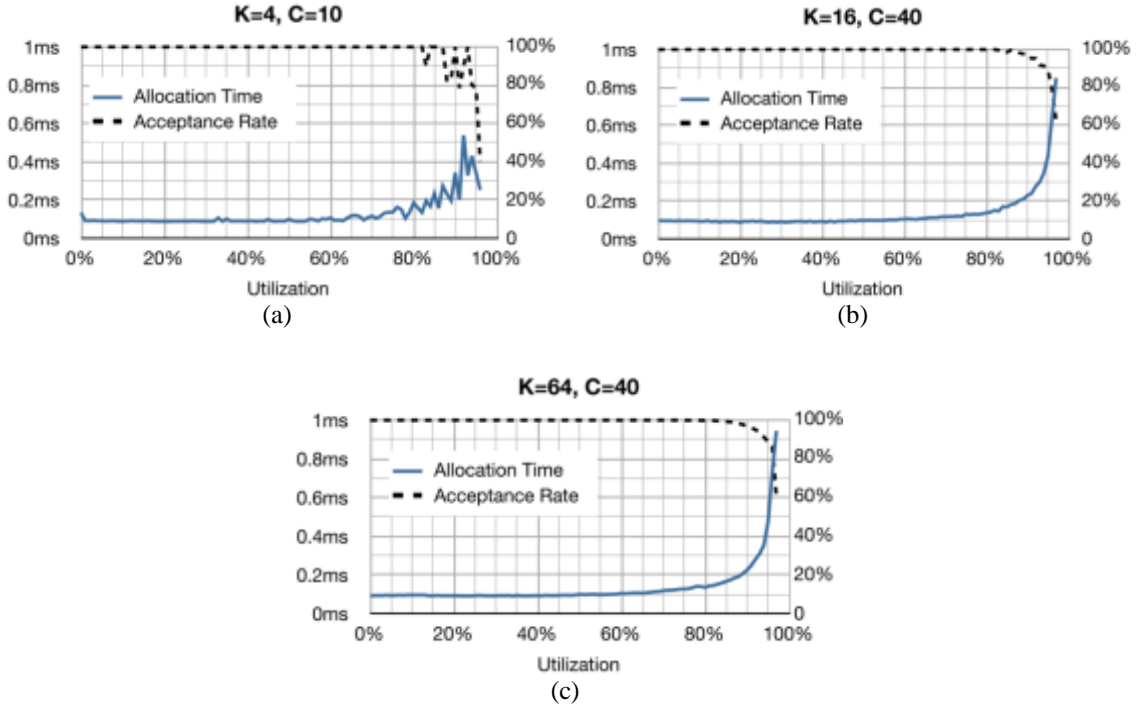 K=4, C=10
1ms
0.8ms
0.6ms
0.4ms
0.2ms
0ms
Allocation Time
Acceptance Rate
100%
80%
60%
40%
20%
0
0% 20% 40% 60% 80% 100%
Utilization
(a)
K=16, C=40
1ms
0.8ms
0.6ms
0.4ms
0.2ms
0ms
Allocation Time
Acceptance Rate
100%
80%
60%
40%
20%
0
0% 20% 40% 60% 80% 100%
Utilization
(b)
K=64, C=40
1ms
0.8ms
0.6ms
0.4ms
0.2ms
0ms
Allocation Time
Acceptance Rate
100%
80%
60%
40%
20%
0
0% 20% 40% 60% 80% 100%
Utilization
(c)